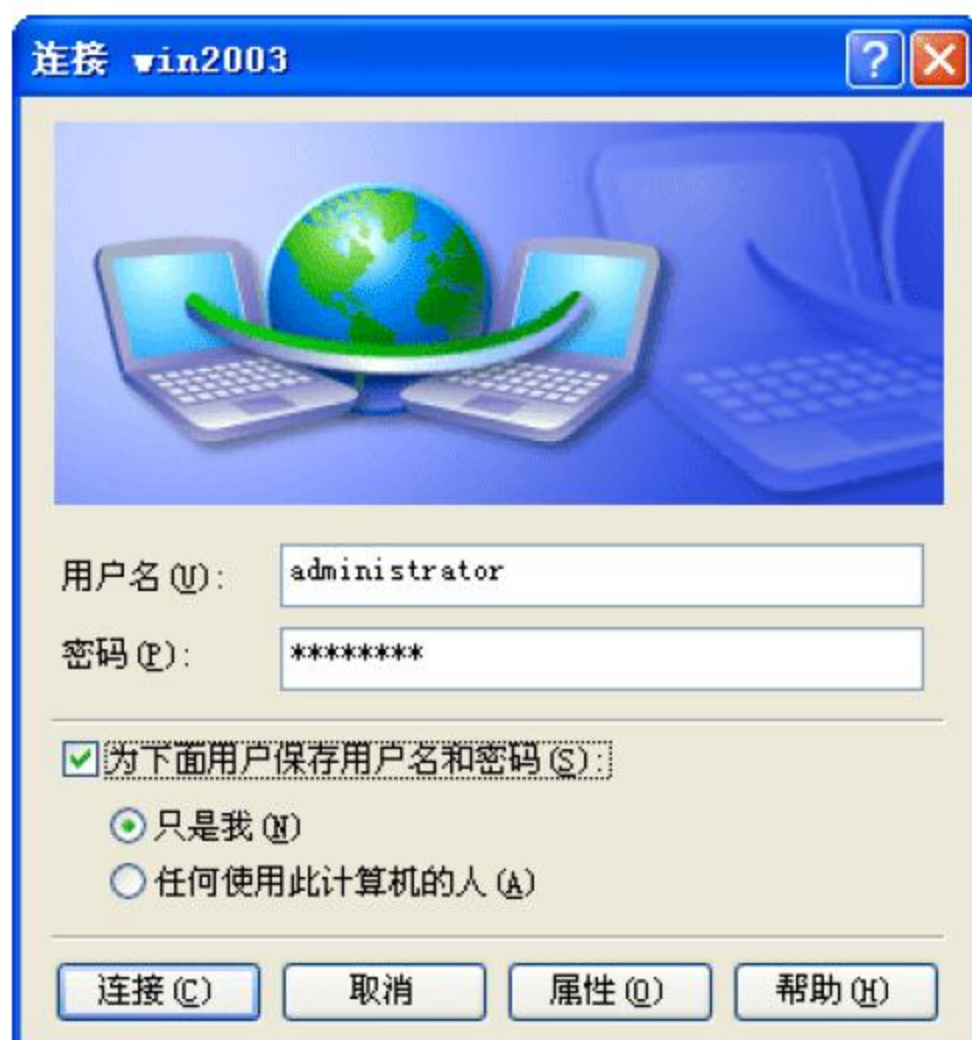 连接 win2003
用户名(U): administrator
密码(P): ********
为下面用户保存用户名和密码(S):
只是我(N)
任何使用此计算机的人(A)
连接(C) 取消 属性(O) 帮助(H)